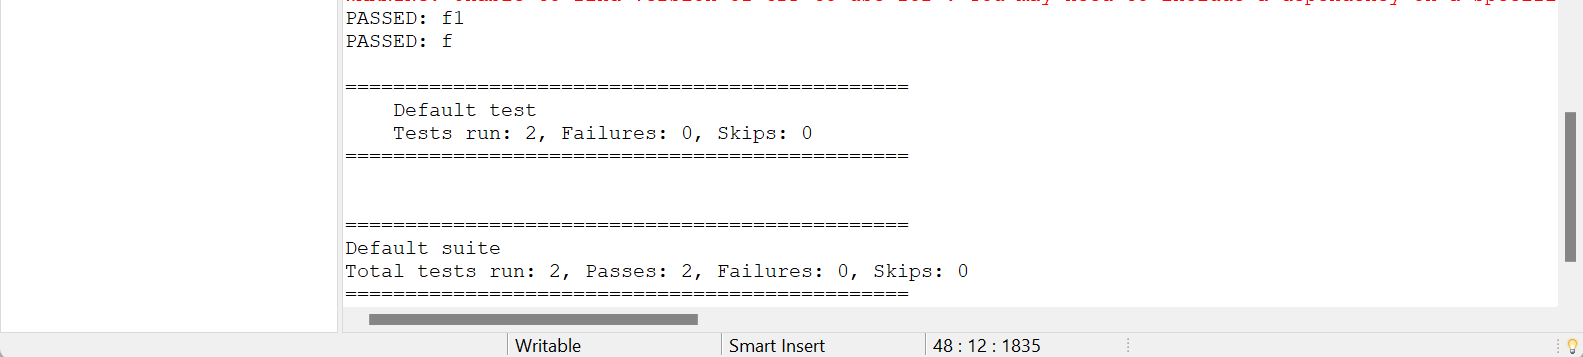 PASSED: f1
PASSED: f
===============================================
    Default test
    Tests run: 2, Failures: 0, Skips: 0
===============================================
===============================================
Default suite
Total tests run: 2, Passes: 2, Failures: 0, Skips: 0
===============================================
Writable Smart Insert 48 : 12 : 1835